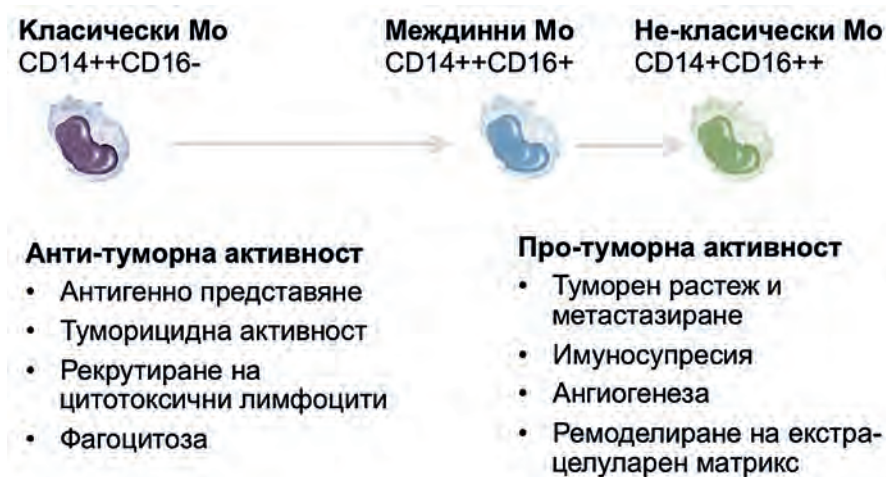 Класически Мо
CD14++CD16-
Междинни Мо
CD14++CD16+
Не-класически Мо
CD14+CD16++
Анти-туморна активност
• Антигенно представяне
• Туморицидна активност
• Рекрутиране на
цитотоксични лимфоцити
• Фагоцитоза
Про-туморна активност
• Туморен растеж и
метастазиране
• Имуносупресия
• Ангиогенеза
• Ремоделиране на екстра-
целуларен матрикс